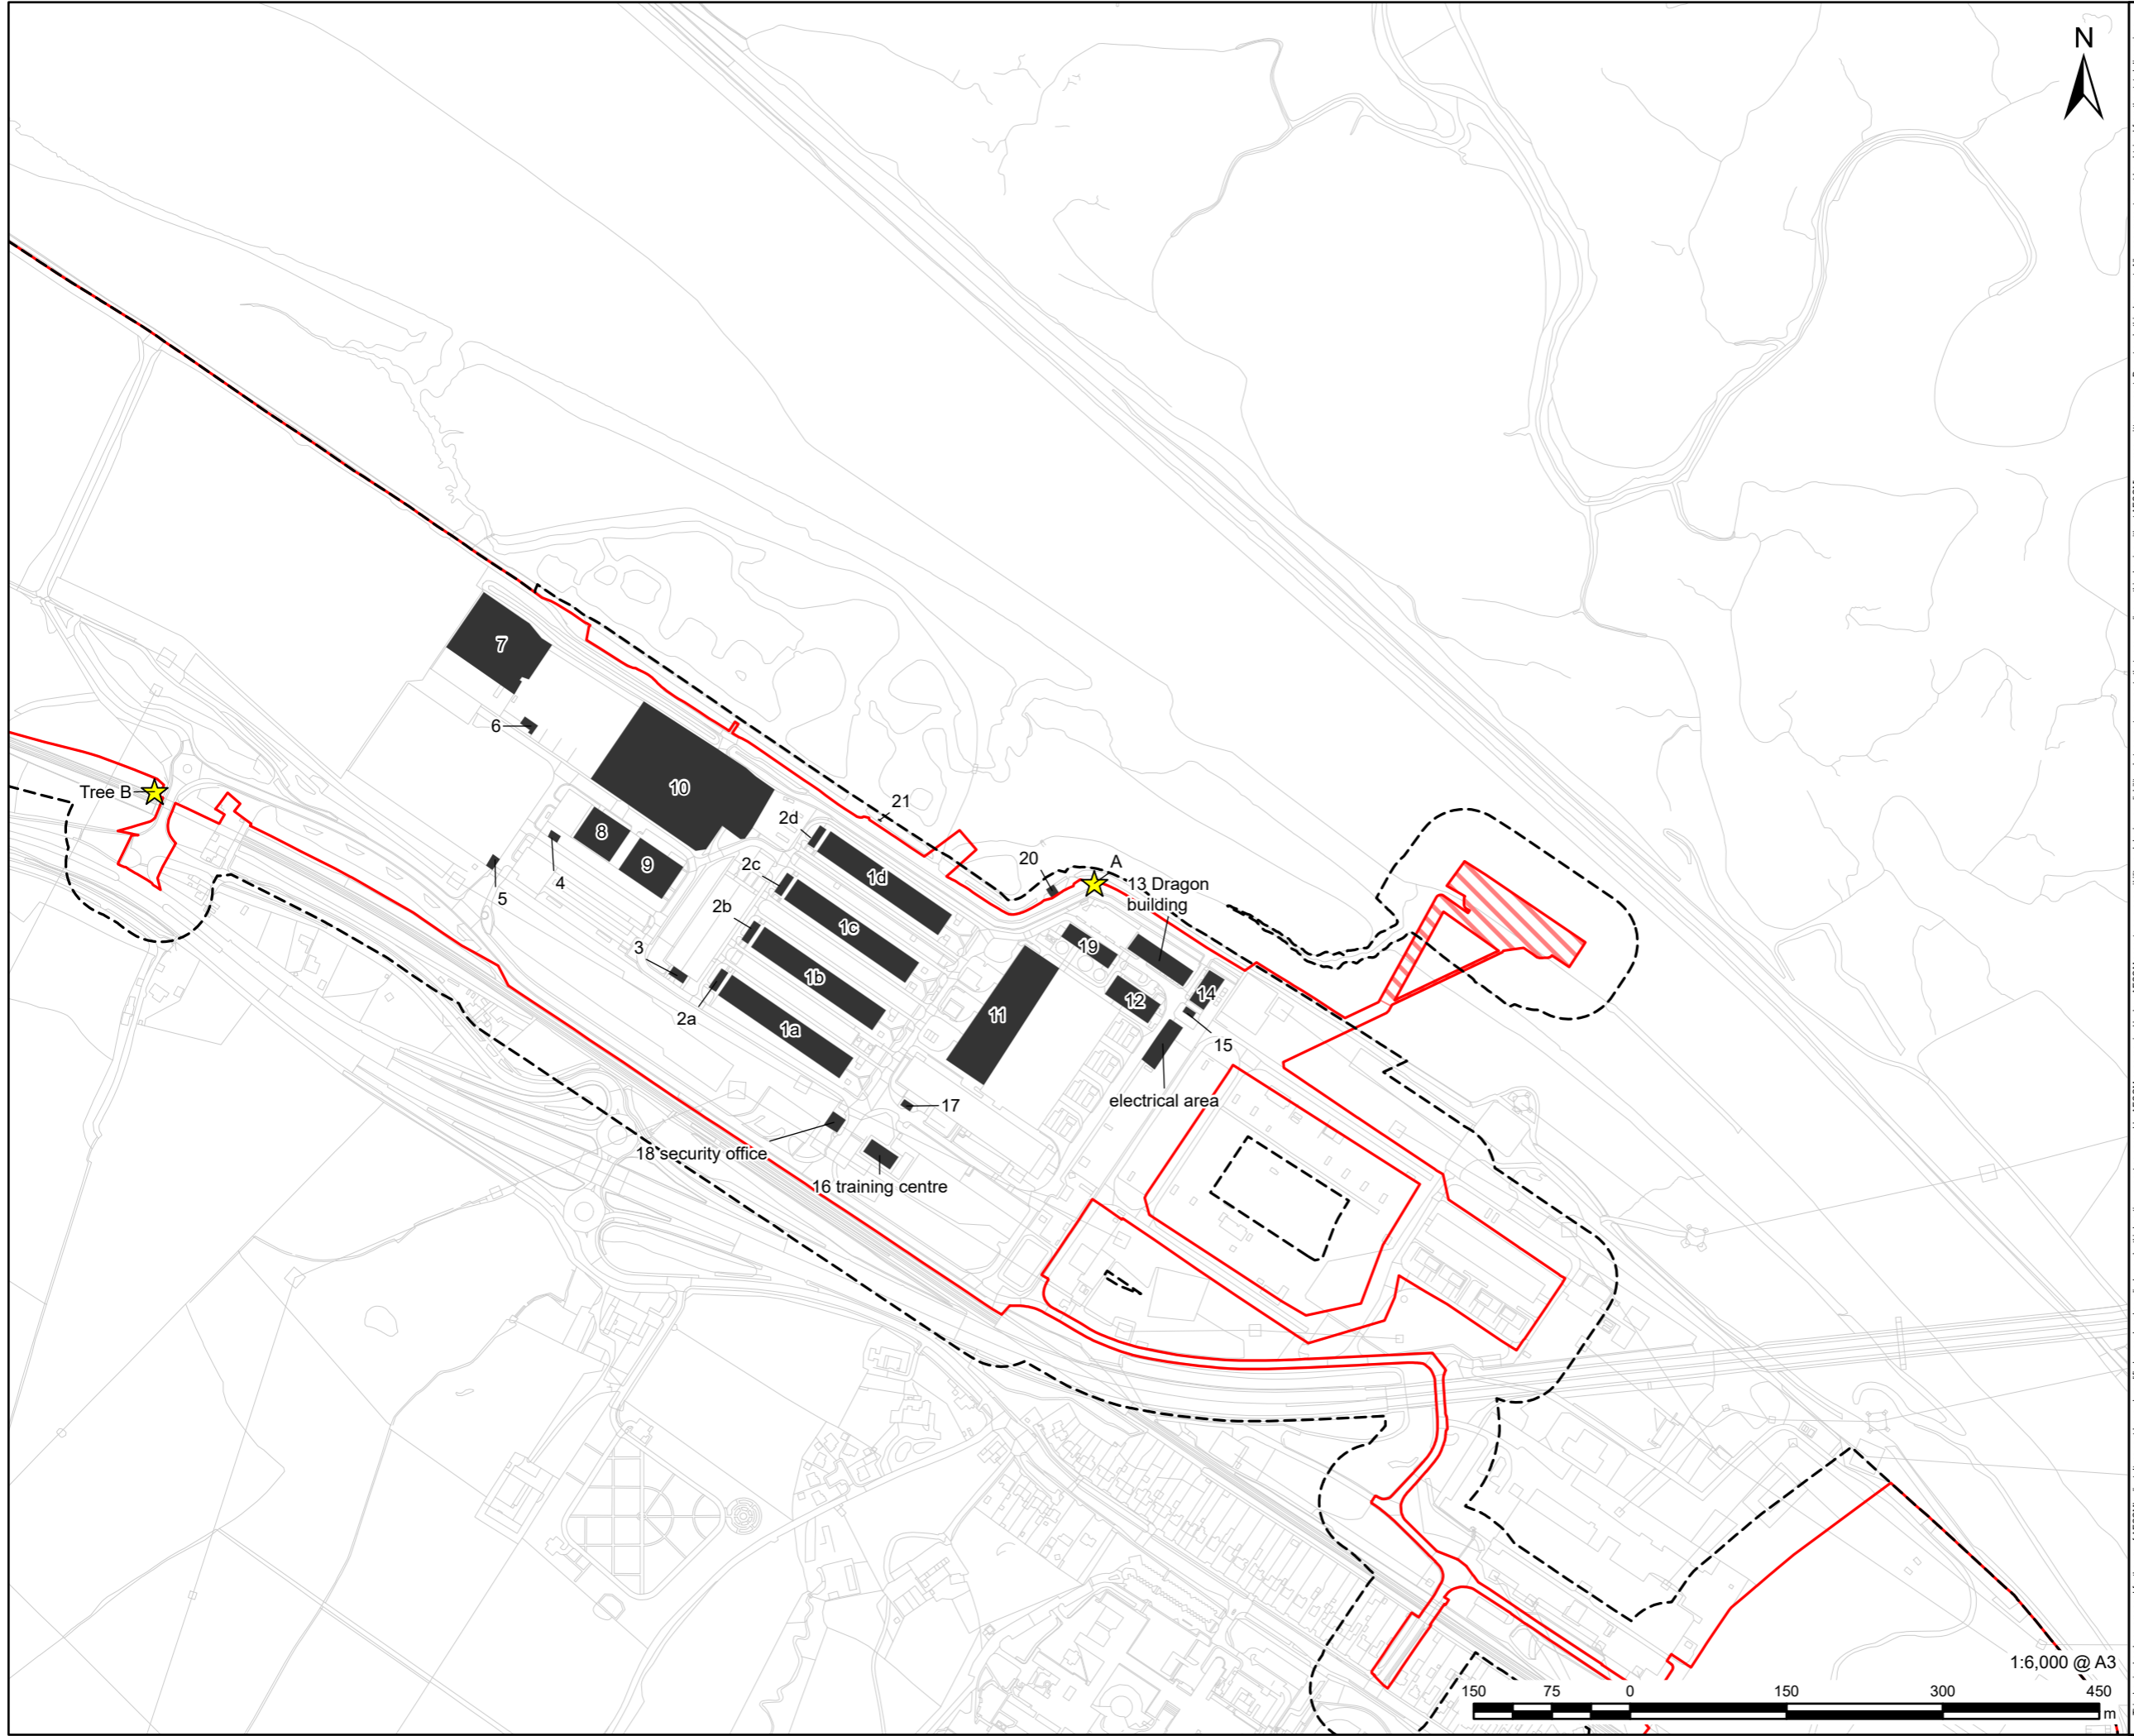 N
7
6
10
Tree B
8
9
4
5
21
2d
1d
2c
1c
2b
1b
3
2a
1a
20
A
13 Dragon
building
19
12
14
11
15
electrical area
17
18 security office
16 training centre
1:6,000 @ A3
150 75 0 150 300 450
m